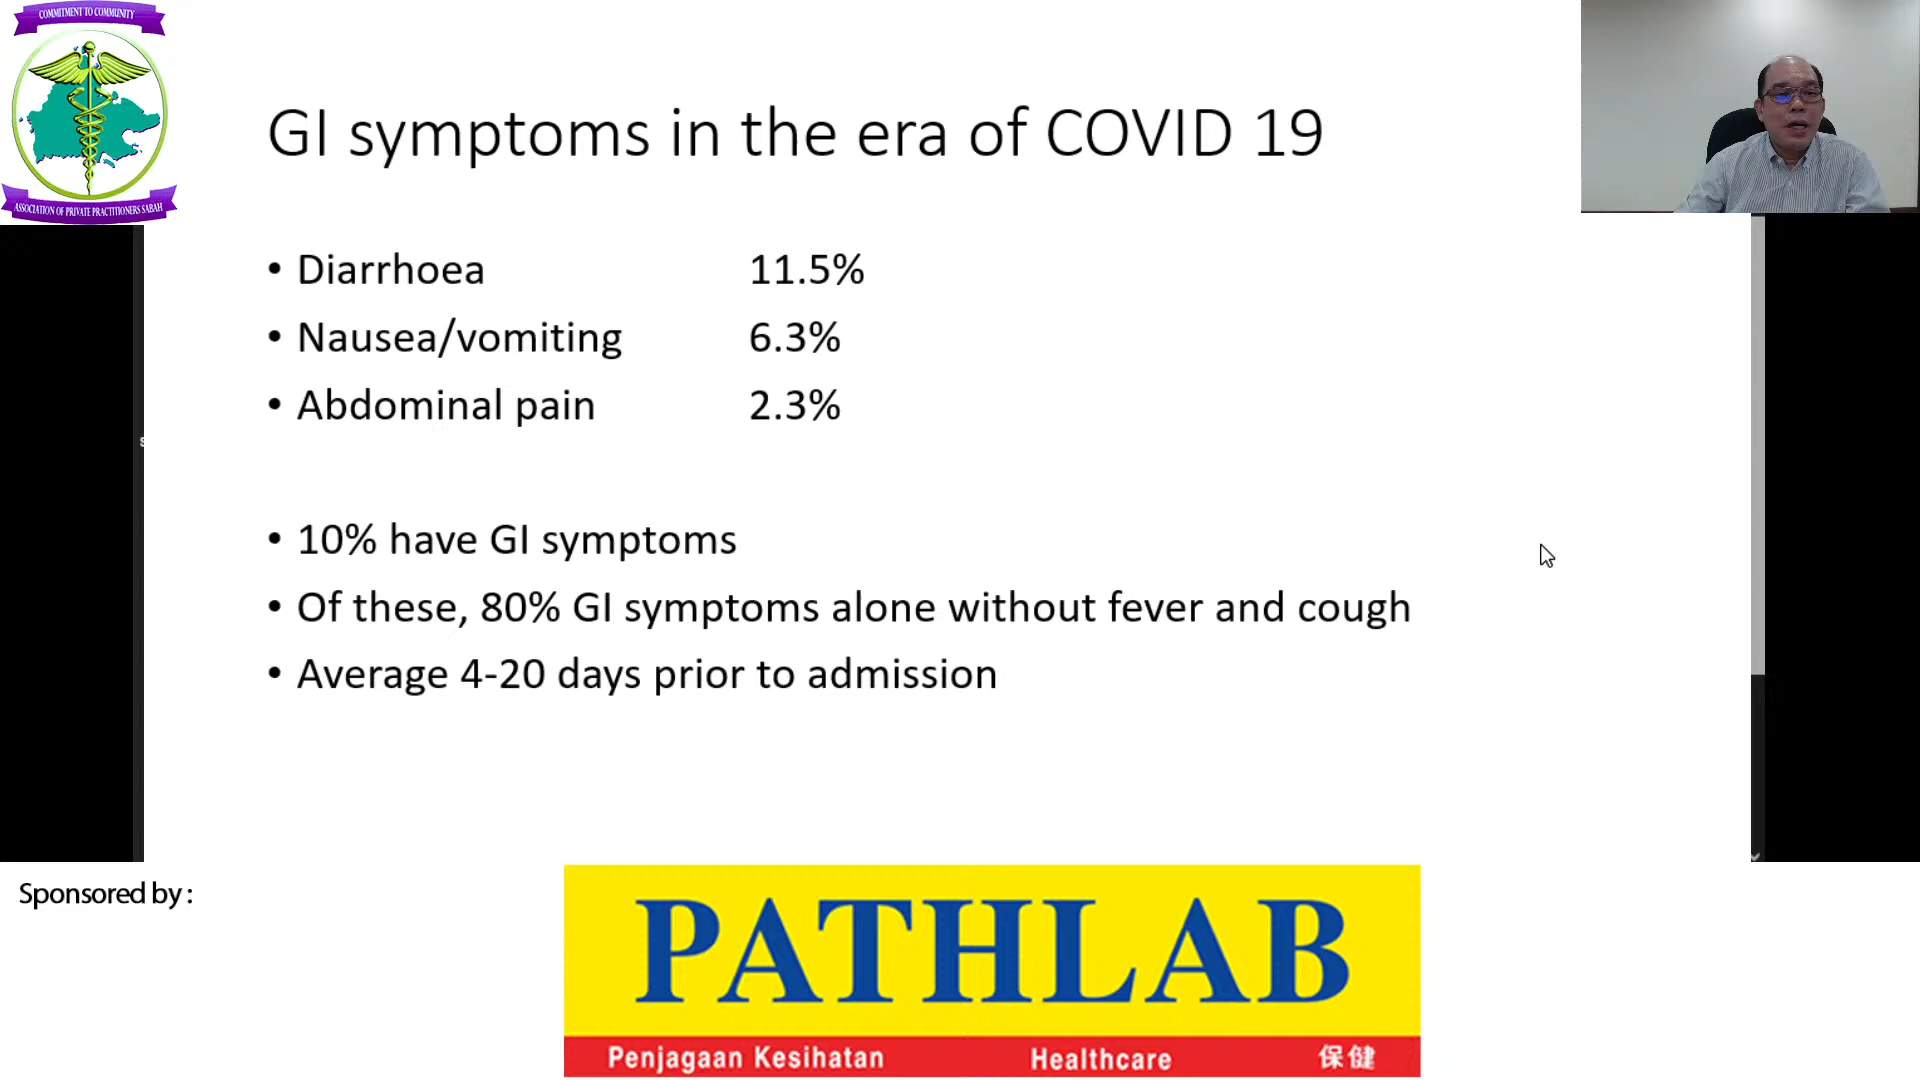 COMMITMENT TO COMMUNITY
ASSOCIATION OF PRIVATE PRACTITIONERS SABAH
GI symptoms in the era of COVID 19
• Diarrhoea 11.5%
• Nausea/vomiting 6.3%
• Abdominal pain 2.3%
• 10% have GI symptoms
• Of these, 80% GI symptoms alone without fever and cough
• Average 4-20 days prior to admission
Sponsored by :
PATHLAB
Penjagaan Kesihatan Healthcare 保健